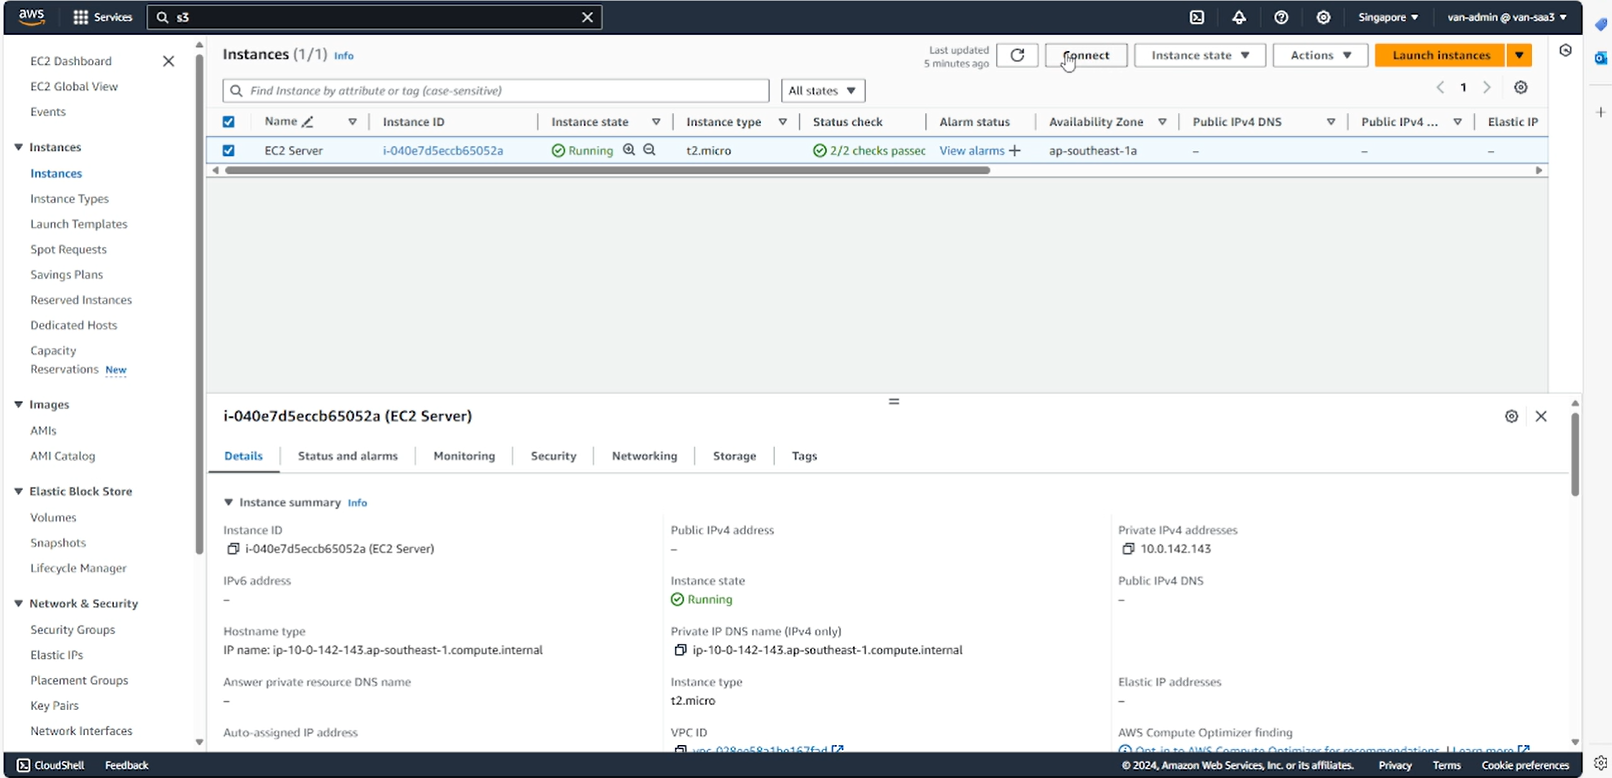 aws Services s3 Singapore van-admin @ van-saa3
EC2 Dashboard
EC2 Global View
Events
Instances
Instances
Instance Types
Launch Templates
Spot Requests
Savings Plans
Reserved Instances
Dedicated Hosts
Capacity
Reservations New
Images
AMIs
AMI Catalog
Elastic Block Store
Volumes
Snapshots
Lifecycle Manager
Network & Security
Security Groups
Elastic IPs
Placement Groups
Key Pairs
Network Interfaces
Instances (1/1) Info
Last updated
5 minutes ago
Connect Instance state Actions Launch instances
Find Instance by attribute or tag (case-sensitive) All states 1
Name Instance ID Instance state Instance type Status check Alarm status Availability Zone Public IPv4 DNS Public IPv4 ... Elastic IP
EC2 Server i-040e7d5eccb65052a Running t2.micro 2/2 checks passec View alarms + ap-southeast-1a – – –
i-040e7d5eccb65052a (EC2 Server)
Details Status and alarms Monitoring Security Networking Storage Tags
Instance summary Info
Instance ID Public IPv4 address Private IPv4 addresses
i-040e7d5eccb65052a (EC2 Server) – 10.0.142.143
IPv6 address Instance state Public IPv4 DNS
– Running –
Hostname type Private IP DNS name (IPv4 only)
IP name: ip-10-0-142-143.ap-southeast-1.compute.internal ip-10-0-142-143.ap-southeast-1.compute.internal
Answer private resource DNS name Instance type Elastic IP addresses
– t2.micro –
Auto-assigned IP address VPC ID AWS Compute Optimizer finding
Opt-in to AWS Compute Optimizer for recommendations. | Learn more
CloudShell Feedback © 2024, Amazon Web Services, Inc. or its affiliates. Privacy Terms Cookie preferences